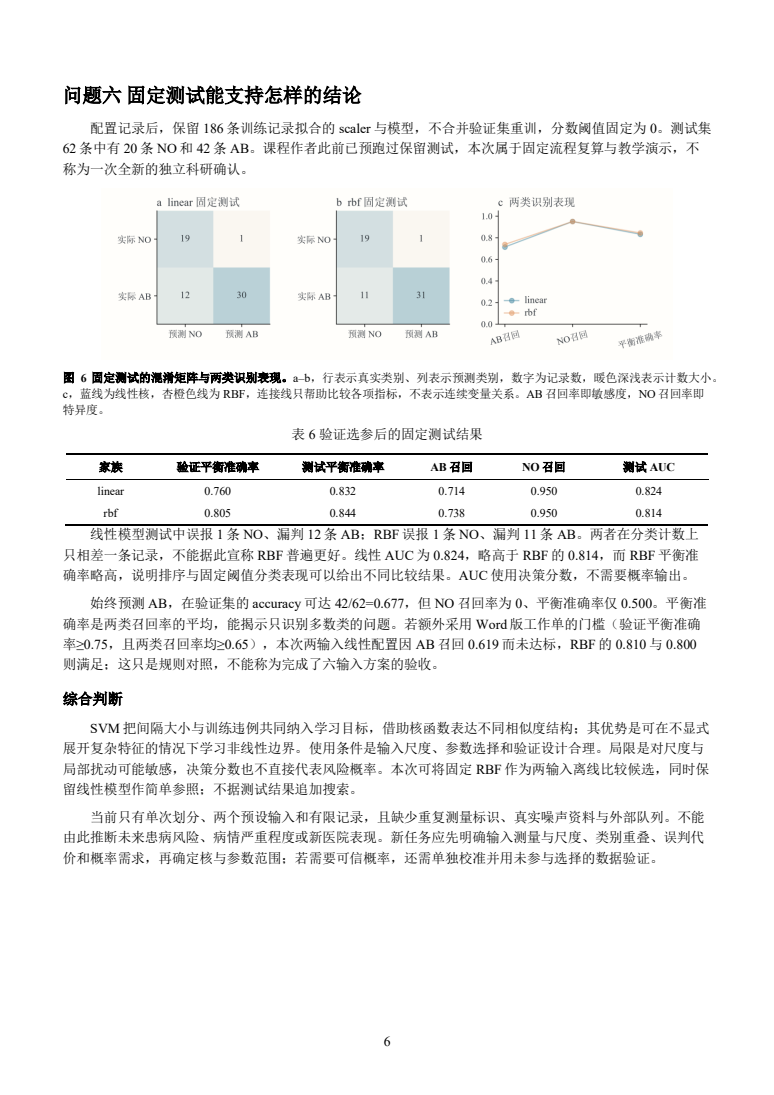 问题六 固定测试能支持怎样的结论
配置记录后，保留 186 条训练记录拟合的 scaler 与模型，不合并验证集重训，分数阈值固定为 0。测试集
62 条中有 20 条 NO 和 42 条 AB。课程作者此前已预跑过保留测试，本次属于固定流程复算与教学演示，不
称为一次全新的独立科研确认。
a linear 固定测试
实际 NO
19
1
实际 AB
12
30
预测 NO
预测 AB
b rbf 固定测试
实际 NO
19
1
实际 AB
11
31
预测 NO
预测 AB
c 两类识别表现
1.0
0.8
0.6
0.4
0.2
0.0
linear
rbf
AB召回
NO召回
平衡准确率
图 6 固定测试的混淆矩阵与两类识别表现。a–b，行表示真实类别、列表示预测类别，数字为记录数，暖色深浅表示计数大小。
c，蓝线为线性核，杏橙色线为 RBF，连接线只帮助比较各项指标，不表示连续变量关系。AB 召回率即敏感度，NO 召回率即
特异度。
表 6 验证选参后的固定测试结果
家族 验证平衡准确率 测试平衡准确率 AB 召回 NO 召回 测试 AUC
linear 0.760 0.832 0.714 0.950 0.824
rbf 0.805 0.844 0.738 0.950 0.814
线性模型测试中误报 1 条 NO、漏判 12 条 AB；RBF 误报 1 条 NO、漏判 11 条 AB。两者在分类计数上
只相差一条记录，不能据此宣称 RBF 普遍更好。线性 AUC 为 0.824，略高于 RBF 的 0.814，而 RBF 平衡准
确率略高，说明排序与固定阈值分类表现可以给出不同比较结果。AUC 使用决策分数，不需要概率输出。
始终预测 AB，在验证集的 accuracy 可达 42/62=0.677，但 NO 召回率为 0、平衡准确率仅 0.500。平衡准
确率是两类召回率的平均，能揭示只识别多数类的问题。若额外采用 Word 版工作单的门槛（验证平衡准确
率≥0.75，且两类召回率均≥0.65），本次两输入线性配置因 AB 召回 0.619 而未达标，RBF 的 0.810 与 0.800
则满足；这只是规则对照，不能称为完成了六输入方案的验收。
综合判断
SVM 把间隔大小与训练违例共同纳入学习目标，借助核函数表达不同相似度结构；其优势是可在不显式
展开复杂特征的情况下学习非线性边界。使用条件是输入尺度、参数选择和验证设计合理。局限是对尺度与
局部扰动可能敏感，决策分数也不直接代表风险概率。本次可将固定 RBF 作为两输入离线比较候选，同时保
留线性模型作简单参照；不据测试结果追加搜索。
当前只有单次划分、两个预设输入和有限记录，且缺少重复测量标识、真实噪声资料与外部队列。不能
由此推断未来患病风险、病情严重程度或新医院表现。新任务应先明确输入测量与尺度、类别重叠、误判代
价和概率需求，再确定核与参数范围；若需要可信概率，还需单独校准并用未参与选择的数据验证。
6